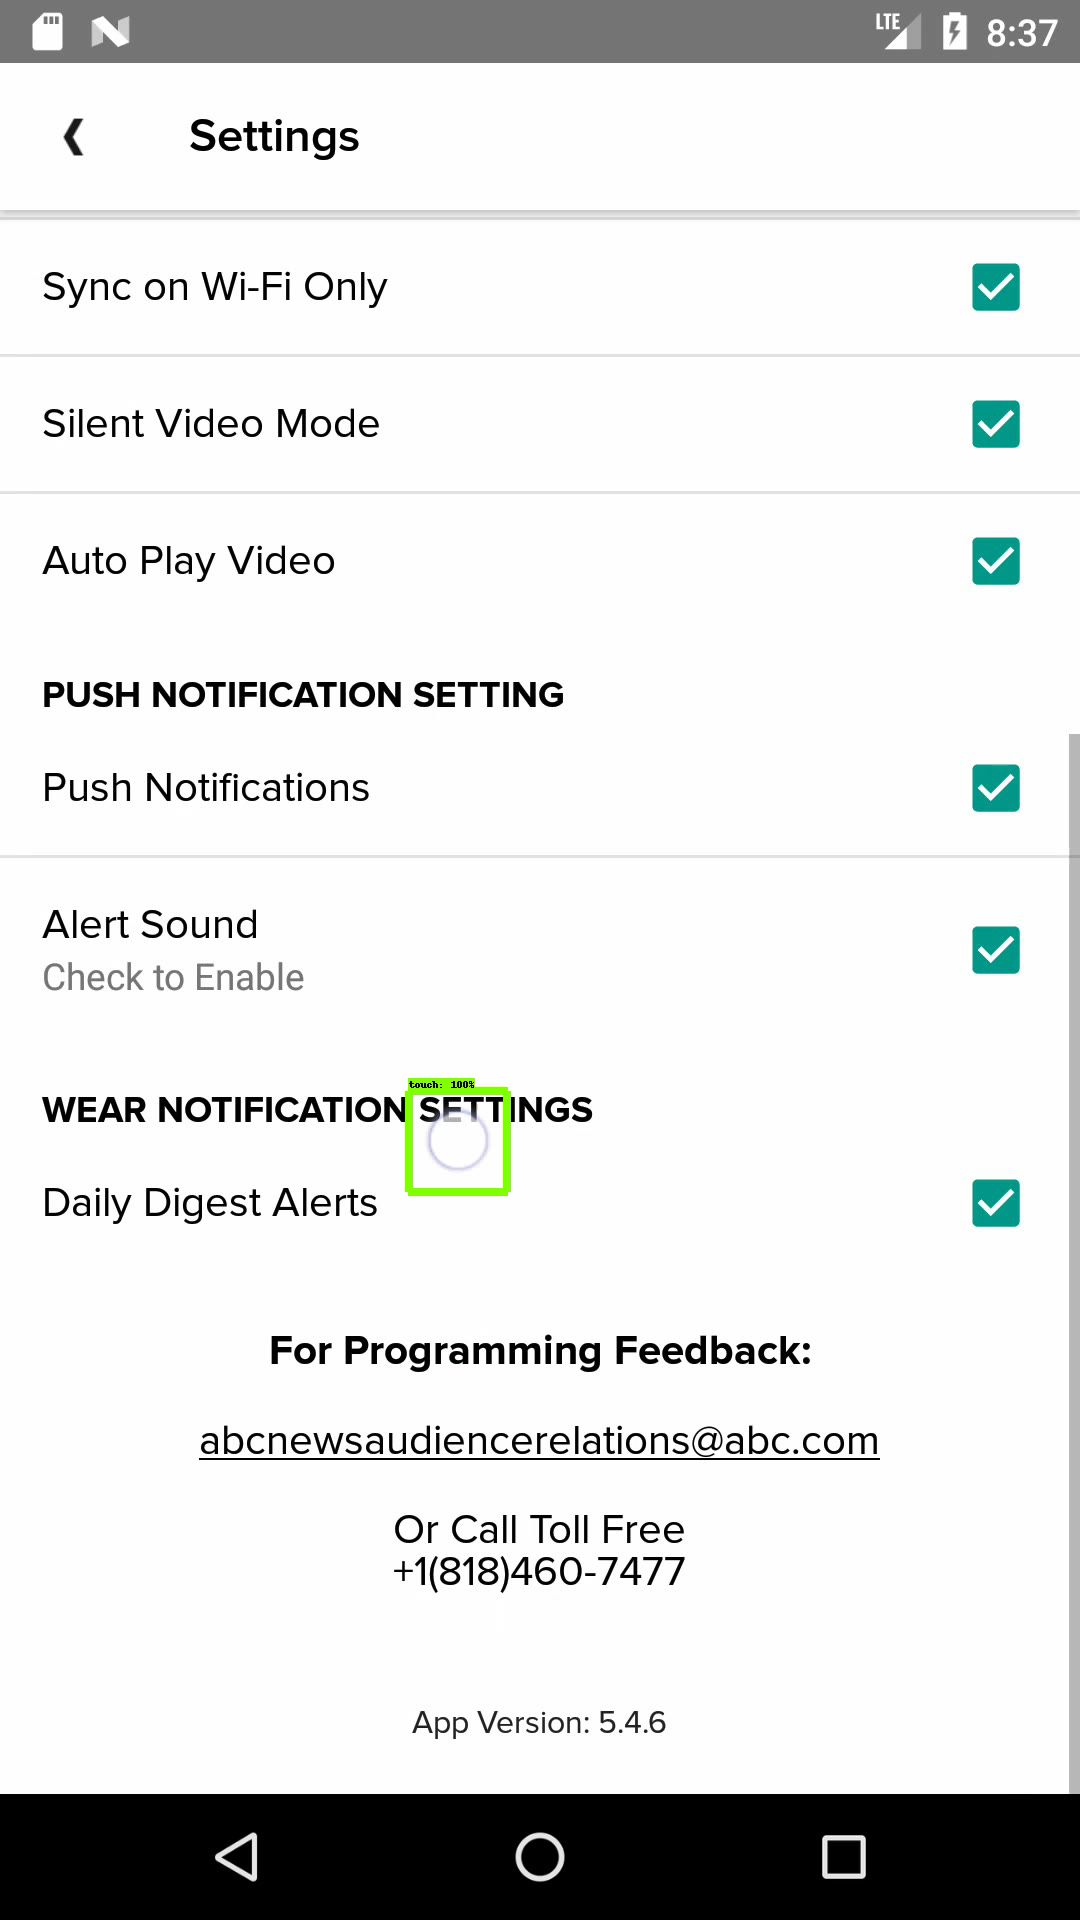 LTE 8:37
Settings
Sync on Wi-Fi Only
Silent Video Mode
Auto Play Video
PUSH NOTIFICATION SETTING
Push Notifications
Alert Sound
Check to Enable
touch: 100%
WEAR NOTIFICATION SETTINGS
Daily Digest Alerts
For Programming Feedback:
abcnewsaudiencerelations@abc.com
Or Call Toll Free
+1(818)460-7477
App Version: 5.4.6